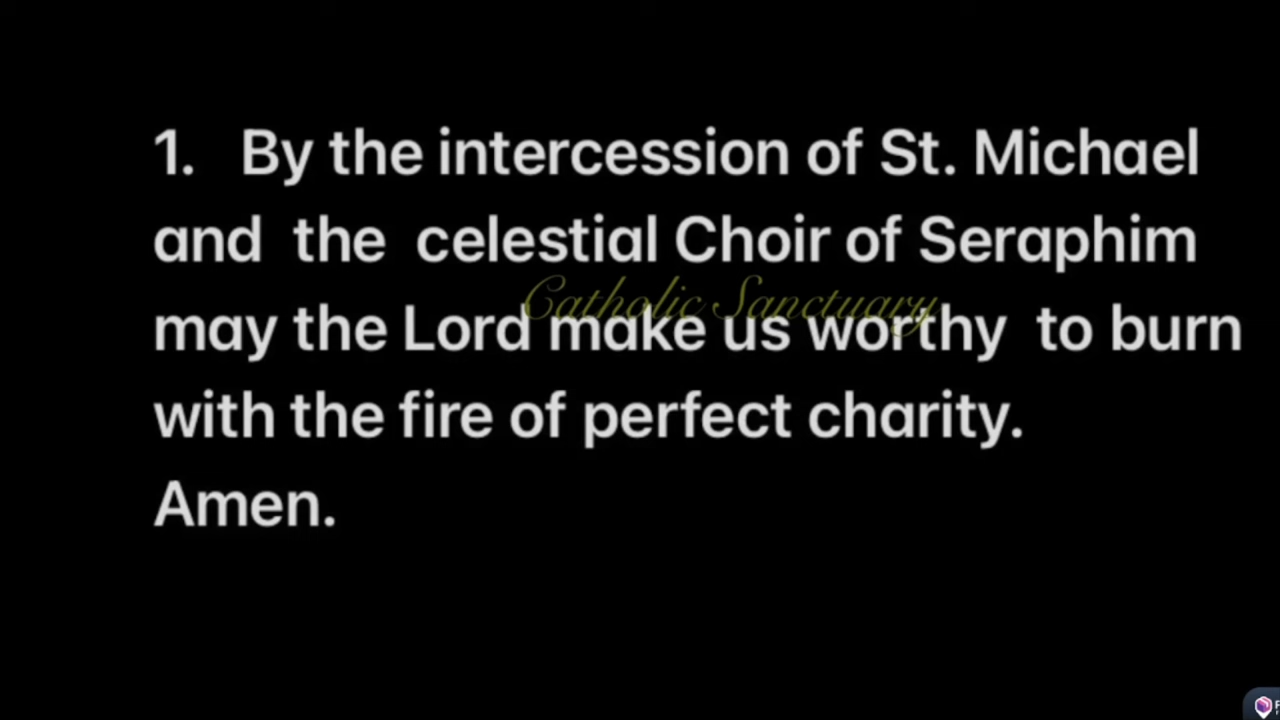 1. By the intercession of St. Michael
and the celestial Choir of Seraphim
Catholic Sanctuary
may the Lord make us worthy to burn
with the fire of perfect charity.
Amen.